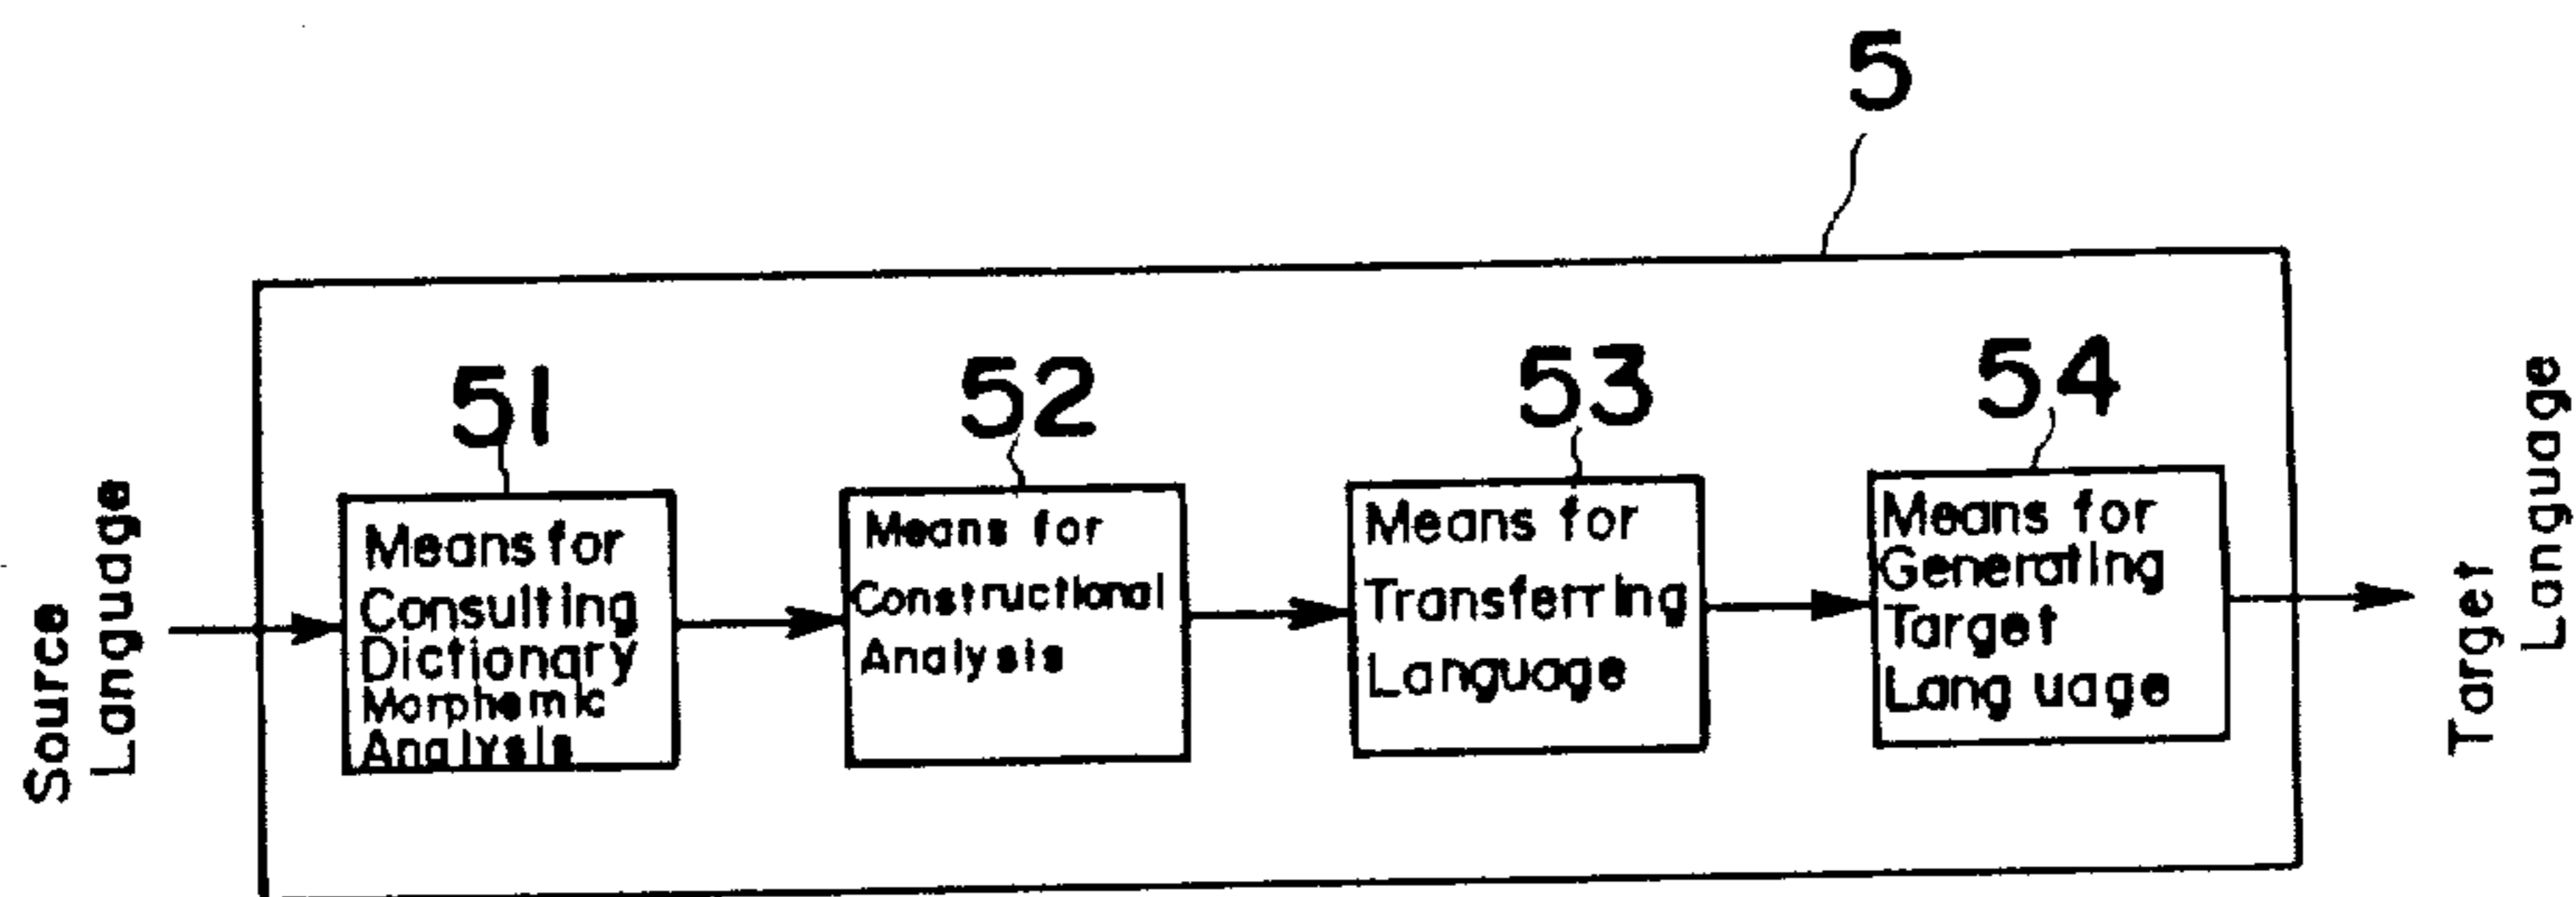 5
51
52
53
54
Source
Language
Means for
Consulting
Dictionary
Morphemic
Analysis
Means for
Constructional
Analysis
Means for
Transferring
Language
Means for
Generating
Target
Language
Target
Language